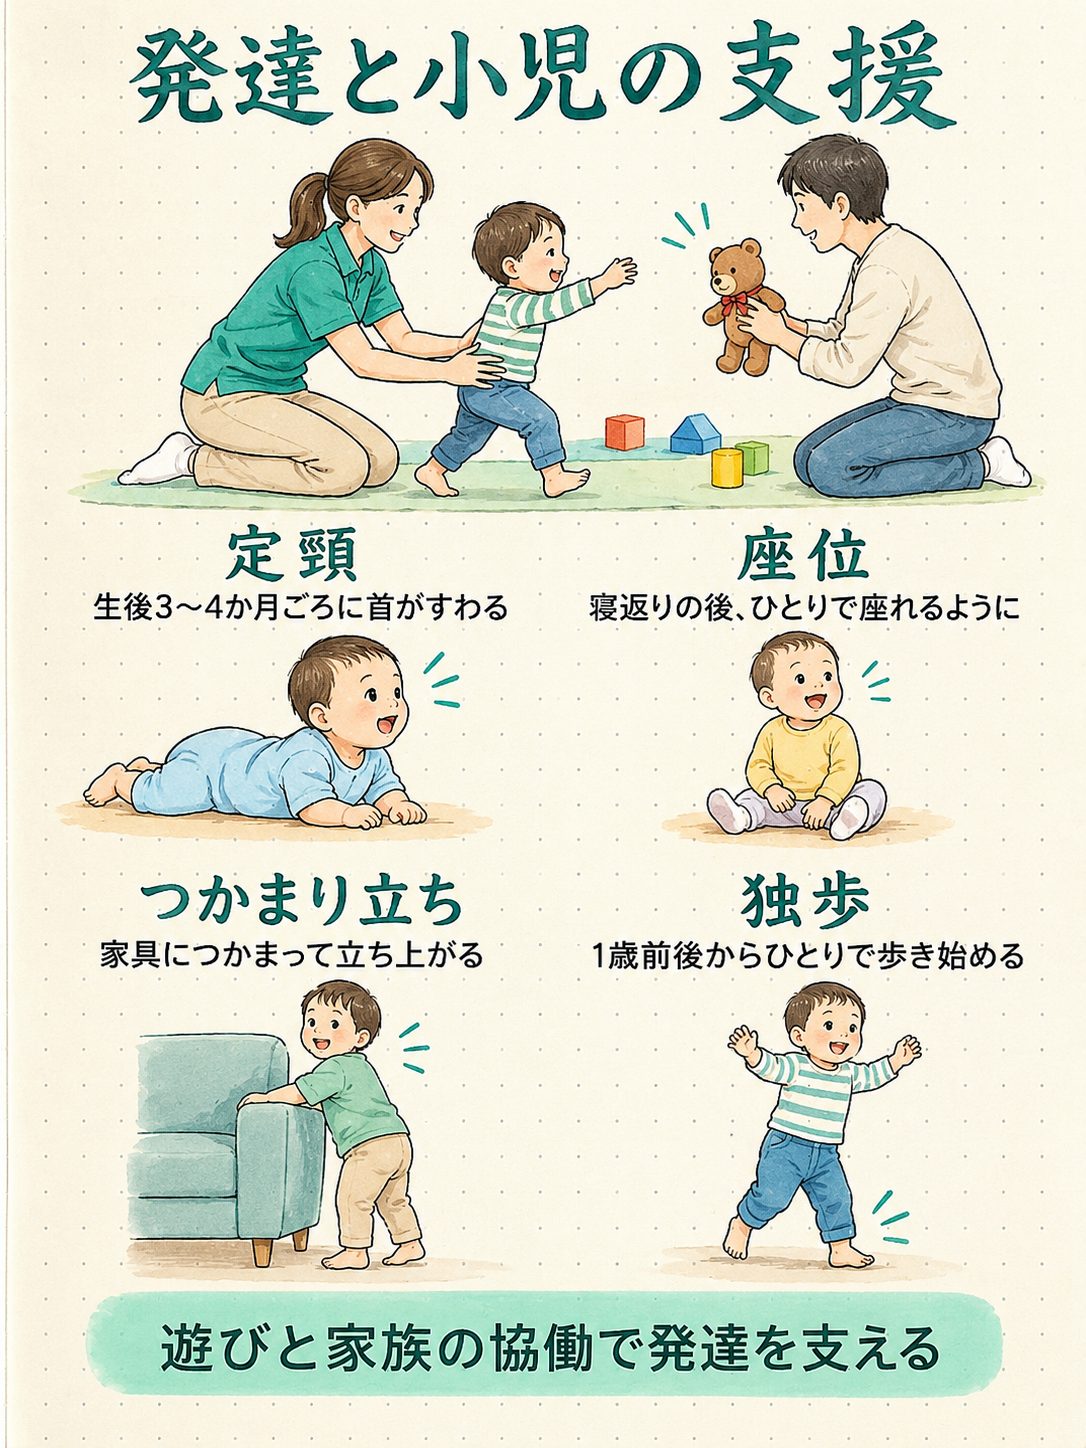 発達と小児の支援
定頸
生後3〜4か月ごろに首がすわる
座位
寝返りの後、ひとりで座れるように
つかまり立ち
家具につかまって立ち上がる
独歩
1歳前後からひとりで歩き始める
遊びと家族の協働で発達を支える